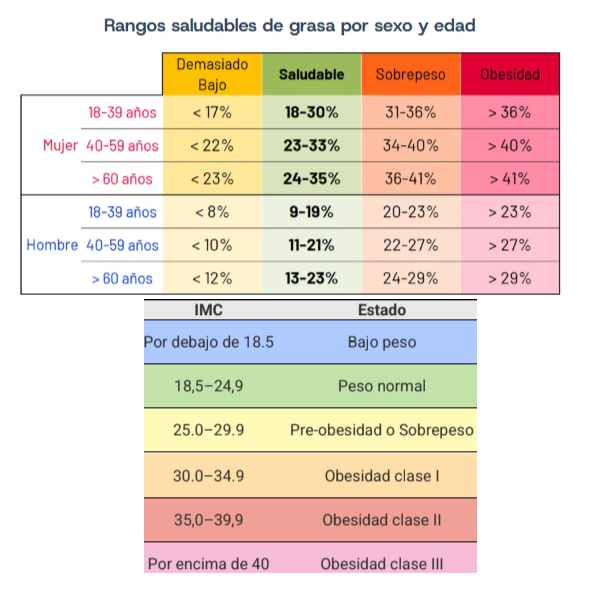 Rangos saludables de grasa por sexo y edad
Demasiado
Bajo
Saludable
Sobrepeso
Obesidad
18-39 años < 17% 18-30% 31-36% > 36%
Mujer 40-59 años < 22% 23-33% 34-40% > 40%
> 60 años < 23% 24-35% 36-41% > 41%
18-39 años < 8% 9-19% 20-23% > 23%
Hombre 40-59 años < 10% 11-21% 22-27% > 27%
> 60 años < 12% 13-23% 24-29% > 29%
IMC Estado
Por debajo de 18.5 Bajo peso
18,5–24,9 Peso normal
25.0–29.9 Pre-obesidad o Sobrepeso
30.0–34.9 Obesidad clase I
35,0–39,9 Obesidad clase II
Por encima de 40 Obesidad clase III